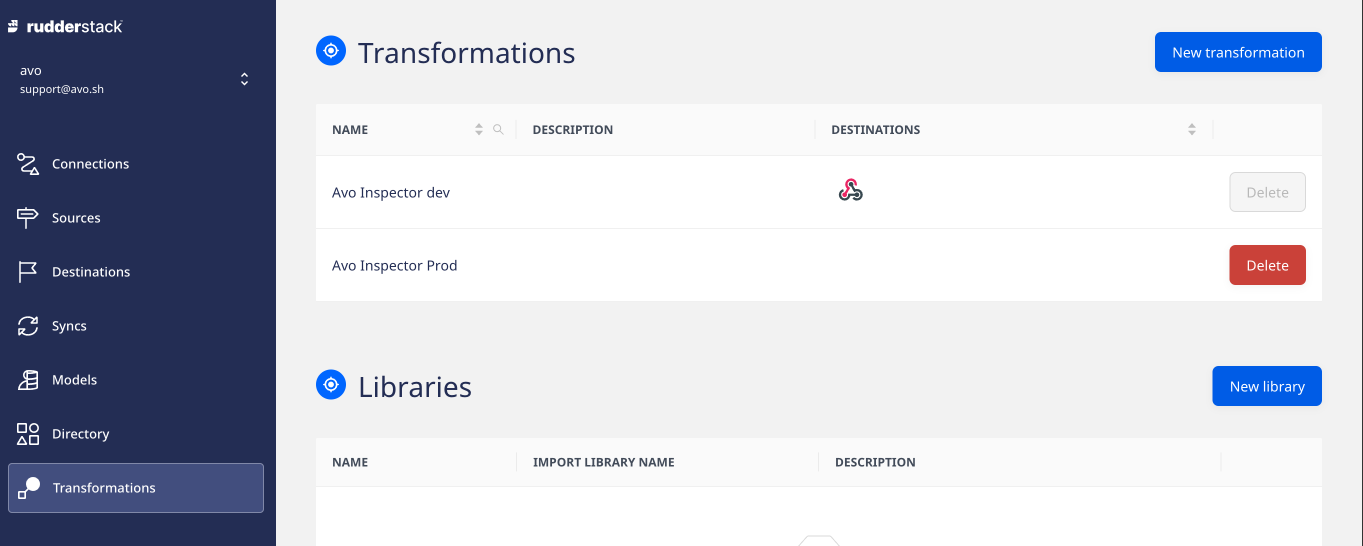 rudderstack
avo
support@avo.sh
Connections
Sources
Destinations
Syncs
Models
Directory
Transformations
Transformations
New transformation
NAME DESCRIPTION DESTINATIONS
Avo Inspector dev Delete
Avo Inspector Prod Delete
Libraries
New library
NAME IMPORT LIBRARY NAME DESCRIPTION